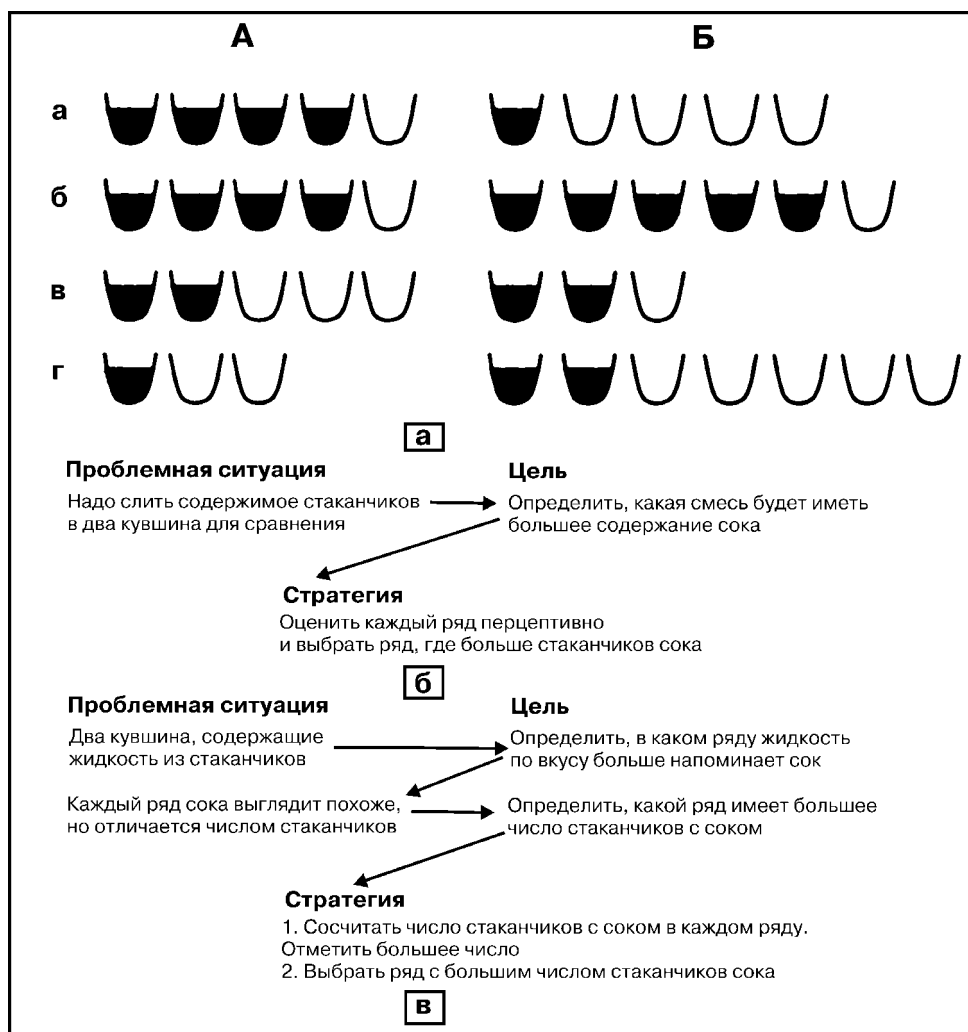 А Б
а
б
в
г
а
Проблемная ситуация
Цель
Надо слить содержимое стаканчиков
в два кувшина для сравнения
Определить, какая смесь будет иметь
большее содержание сока
Стратегия
Оценить каждый ряд перцептивно
и выбрать ряд, где больше стаканчиков сока
б
Проблемная ситуация
Цель
Два кувшина, содержащие
жидкость из стаканчиков
Определить, в каком ряду жидкость
по вкусу больше напоминает сок
Каждый ряд сока выглядит похоже,
но отличается числом стаканчиков
Определить, какой ряд имеет большее
число стаканчиков с соком
Стратегия
1. Сосчитать число стаканчиков с соком в каждом ряду.
Отметить большее число
2. Выбрать ряд с большим числом стаканчиков сока
в